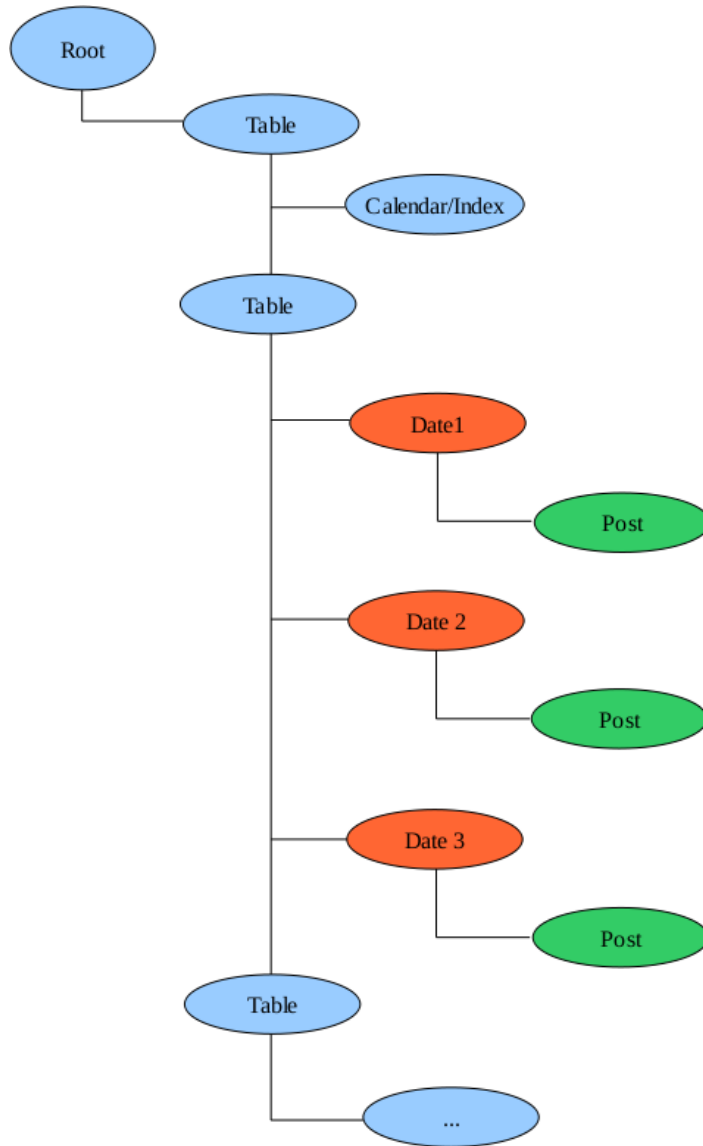 Root
Table
Calendar/Index
Table
Date1
Post
Date 2
Post
Date 3
Post
Table
...